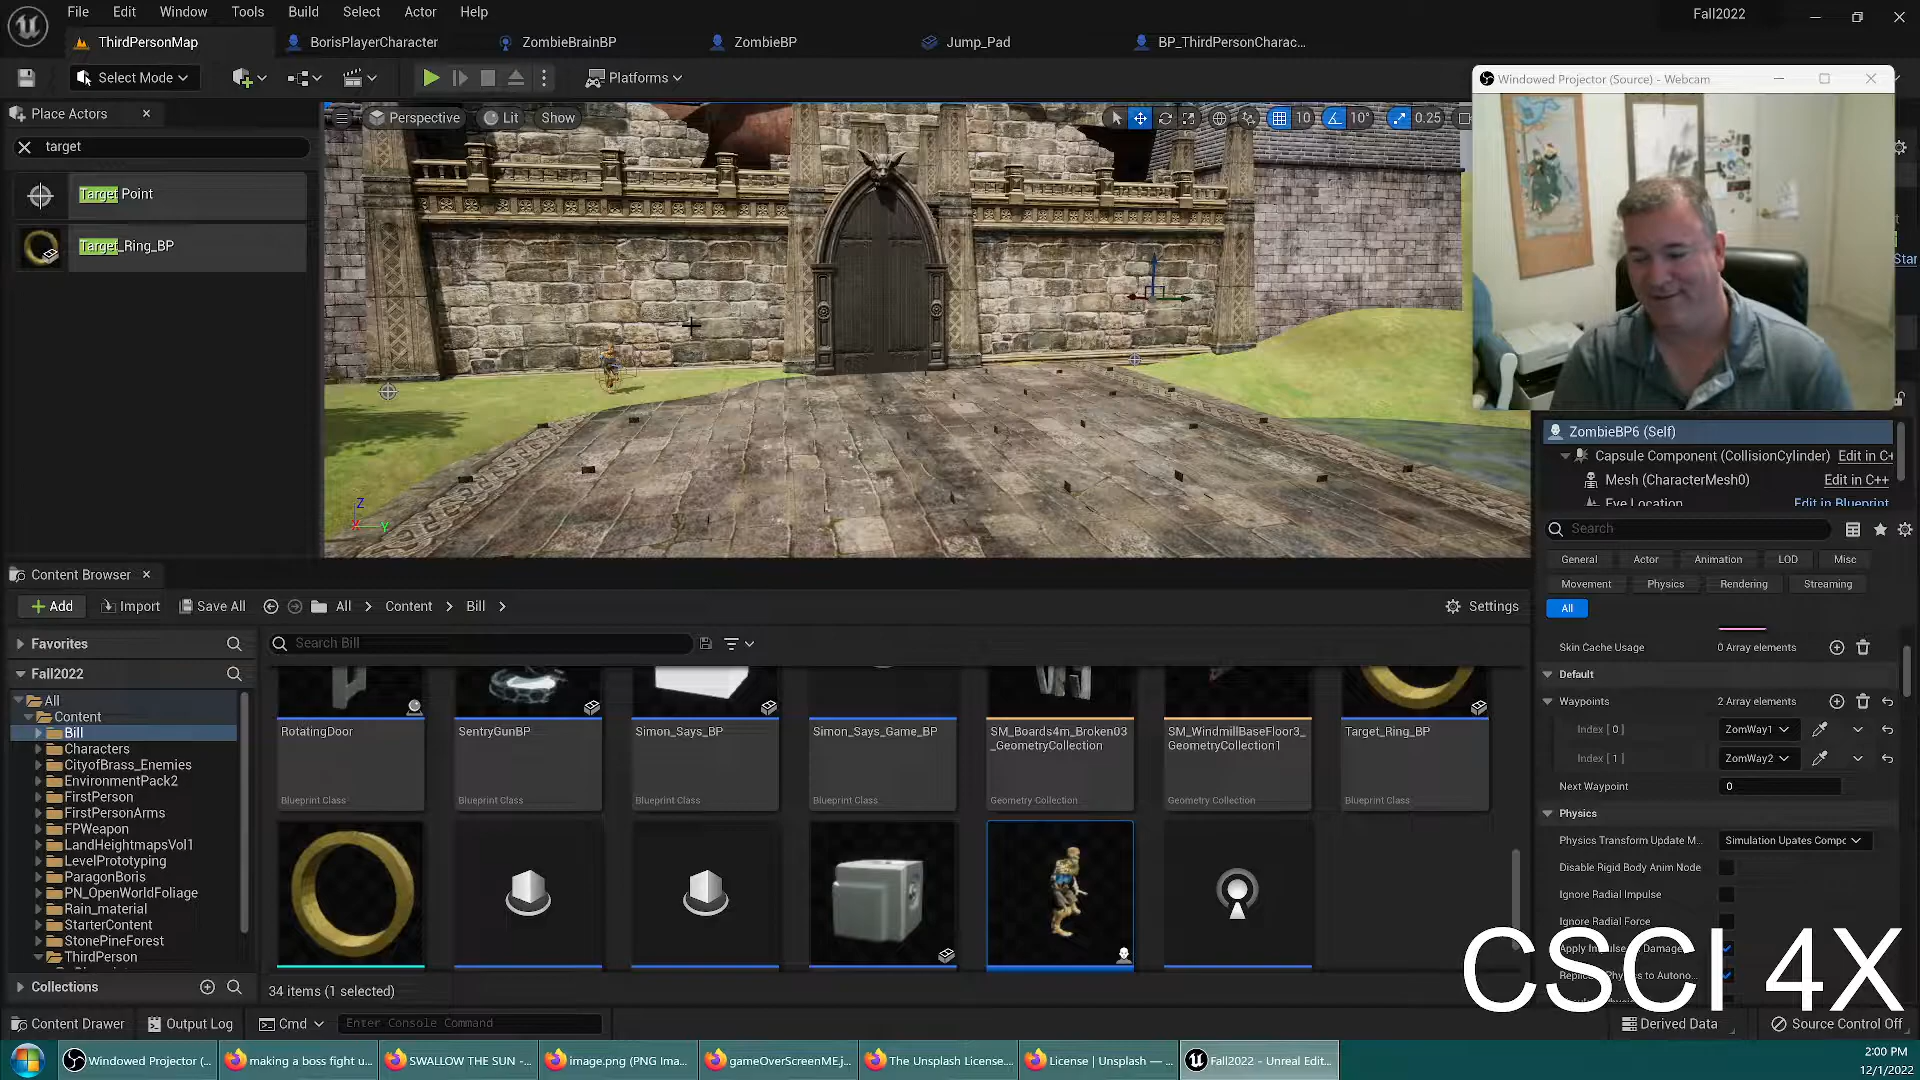 File Edit Window Tools Build Select Actor Help
Fall2022
ThirdPersonMap
BorisPlayerCharacter
ZombieBrainBP
ZombieBP
Jump_Pad
BP_ThirdPersonCharac...
Select Mode
Platforms
Windowed Projector (Source) - Webcam
Place Actors
Perspective
Lit
Show
10
10°
0.25
target
Target Point
Target_Ring_BP
Star
ZombieBP6 (Self)
Capsule Component (CollisionCylinder) Edit in C+
Mesh (CharacterMesh0) Edit in C++
Eye Location Edit in Blueprint
Search
General Actor Animation LOD Misc
Movement Physics Rendering Streaming
All
Skin Cache Usage 0 Array elements
Default
Waypoints 2 Array elements
Index [ 0 ] ZomWay1
Index [ 1 ] ZomWay2
Next Waypoint 0
Physics
Physics Transform Update M... Simulation Upates Compc
Disable Rigid Body Anim Node
Ignore Radial Impulse
Ignore Radial Force
CSCI 4X
Content Browser
Add
Import
Save All
All
Content
Bill
Settings
Favorites
Search Bill
Fall2022
All
Content
Bill
Characters
CityofBrass_Enemies
EnvironmentPack2
FirstPerson
FirstPersonArms
FPWeapon
LandHeightmapsVol1
LevelPrototyping
ParagonBoris
PN_OpenWorldFoliage
Rain_material
StarterContent
StonePineForest
ThirdPerson
Collections
RotatingDoor
Blueprint Class
SentryGunBP
Blueprint Class
Simon_Says_BP
Blueprint Class
Simon_Says_Game_BP
Blueprint Class
SM_Boards4m_Broken03
_GeometryCollection
Geometry Collection
SM_WindmillBaseFloor3_
GeometryCollection1
Geometry Collection
Target_Ring_BP
Blueprint Class
34 items (1 selected)
Content Drawer
Output Log
Cmd
Enter Console Command
Derived Data
Source Control Off
Windowed Projector (...
making a boss fight u...
SWALLOW THE SUN -...
image.png (PNG Ima...
gameOverScreenME.j...
The Unsplash License...
License | Unsplash — ...
Fall2022 - Unreal Edit...
2:00 PM
12/1/2022